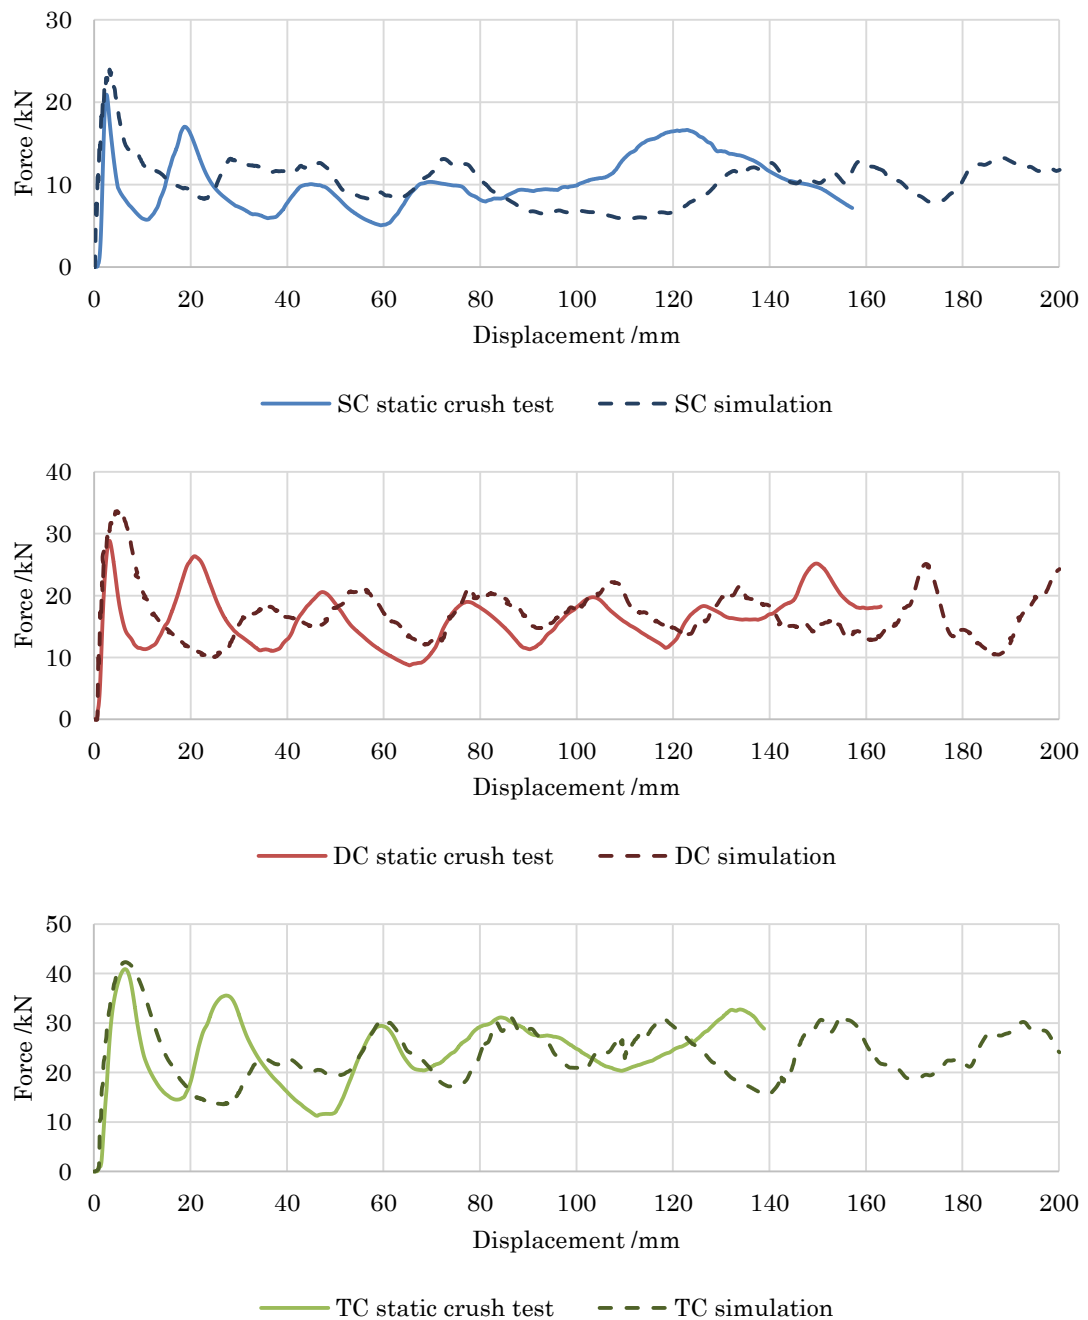 30
20
10
0
Force /kN
0 20 40 60 80 100 120 140 160 180 200
Displacement /mm
SC static crush test SC simulation
40
30
20
10
0
Force /kN
0 20 40 60 80 100 120 140 160 180 200
Displacement /mm
DC static crush test DC simulation
50
40
30
20
10
0
Force /kN
0 20 40 60 80 100 120 140 160 180 200
Displacement /mm
TC static crush test TC simulation